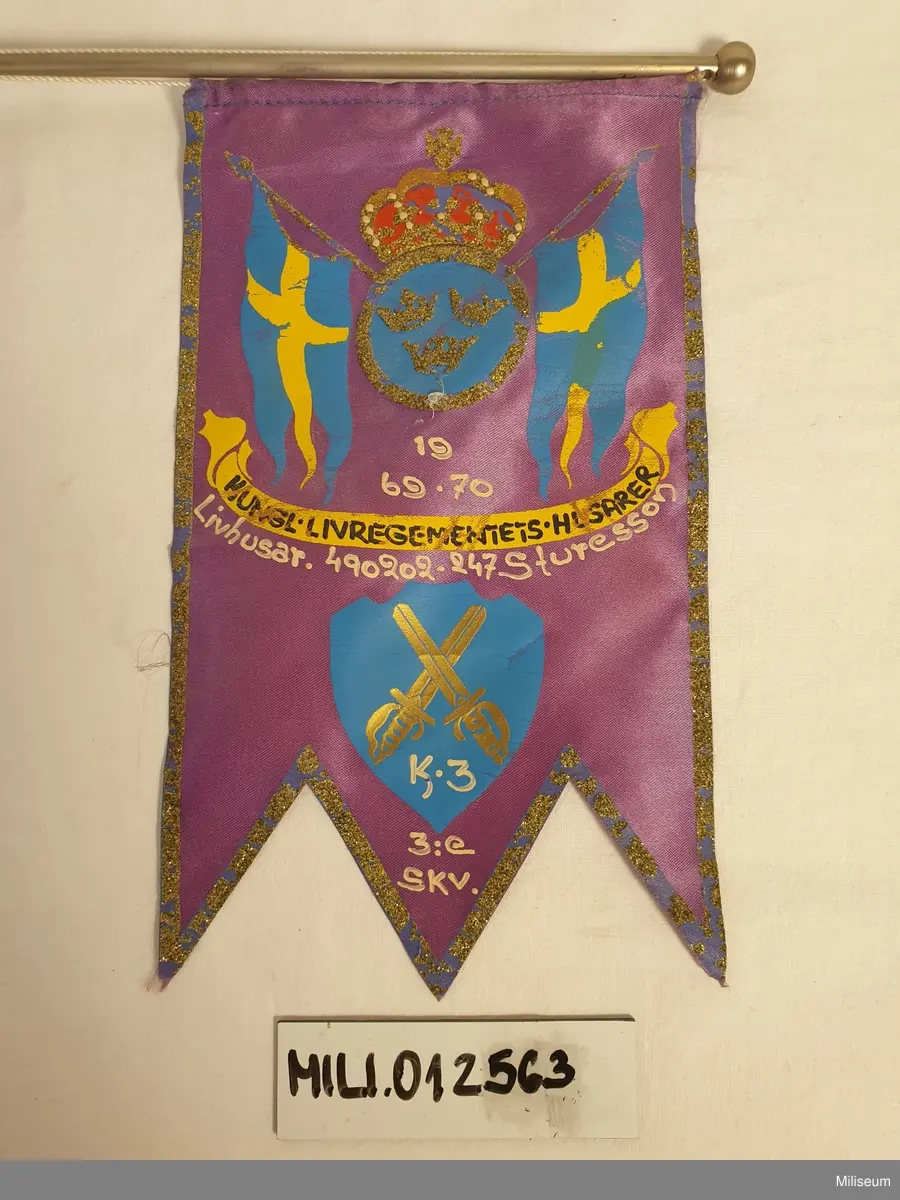 19
69·70
KUNGL·LIVREGEMENTETS·HUSARER
Livhusar. 490202-247 Sturesson
K·3
3:e
SKV.
MILI.012563
Miliseum